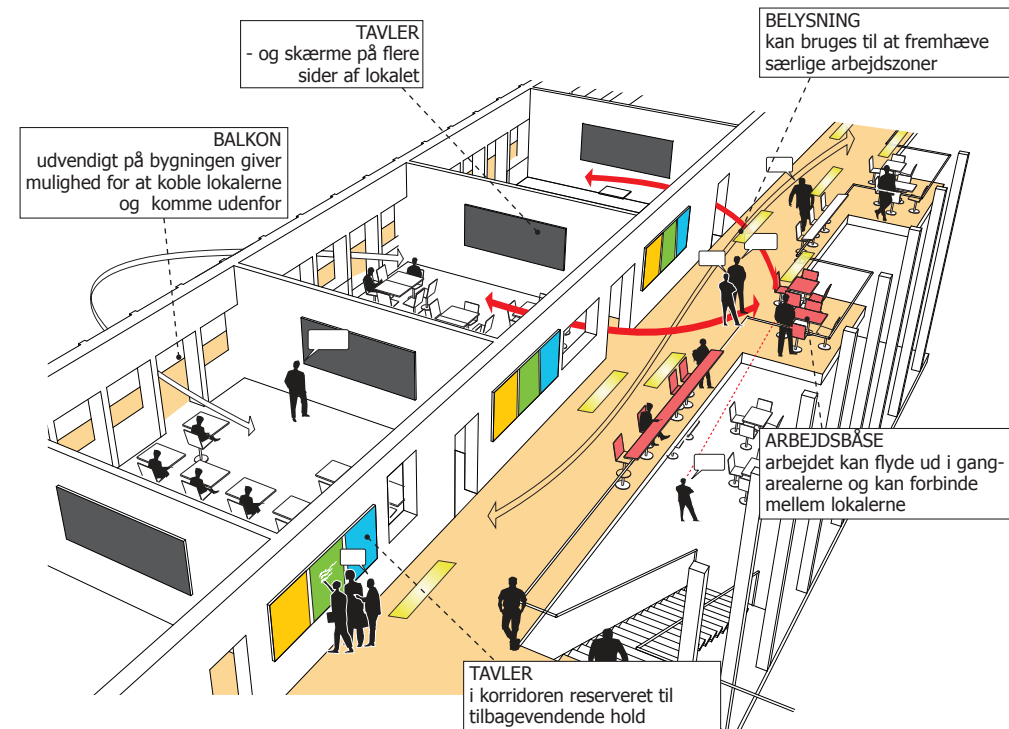 TAVLER
- og skærme på flere
sider af lokalet
BELYSNING
kan bruges til at fremhæve
særlige arbejdszoner
BALKON
udvendigt på bygningen giver
mulighed for at koble lokalerne
og komme udenfor
ARBEJDSBÅSE
arbejdet kan flyde ud i gang-
arealerne og kan forbinde
mellem lokalerne
TAVLER
i korridoren reserveret til
tilbagevendende hold